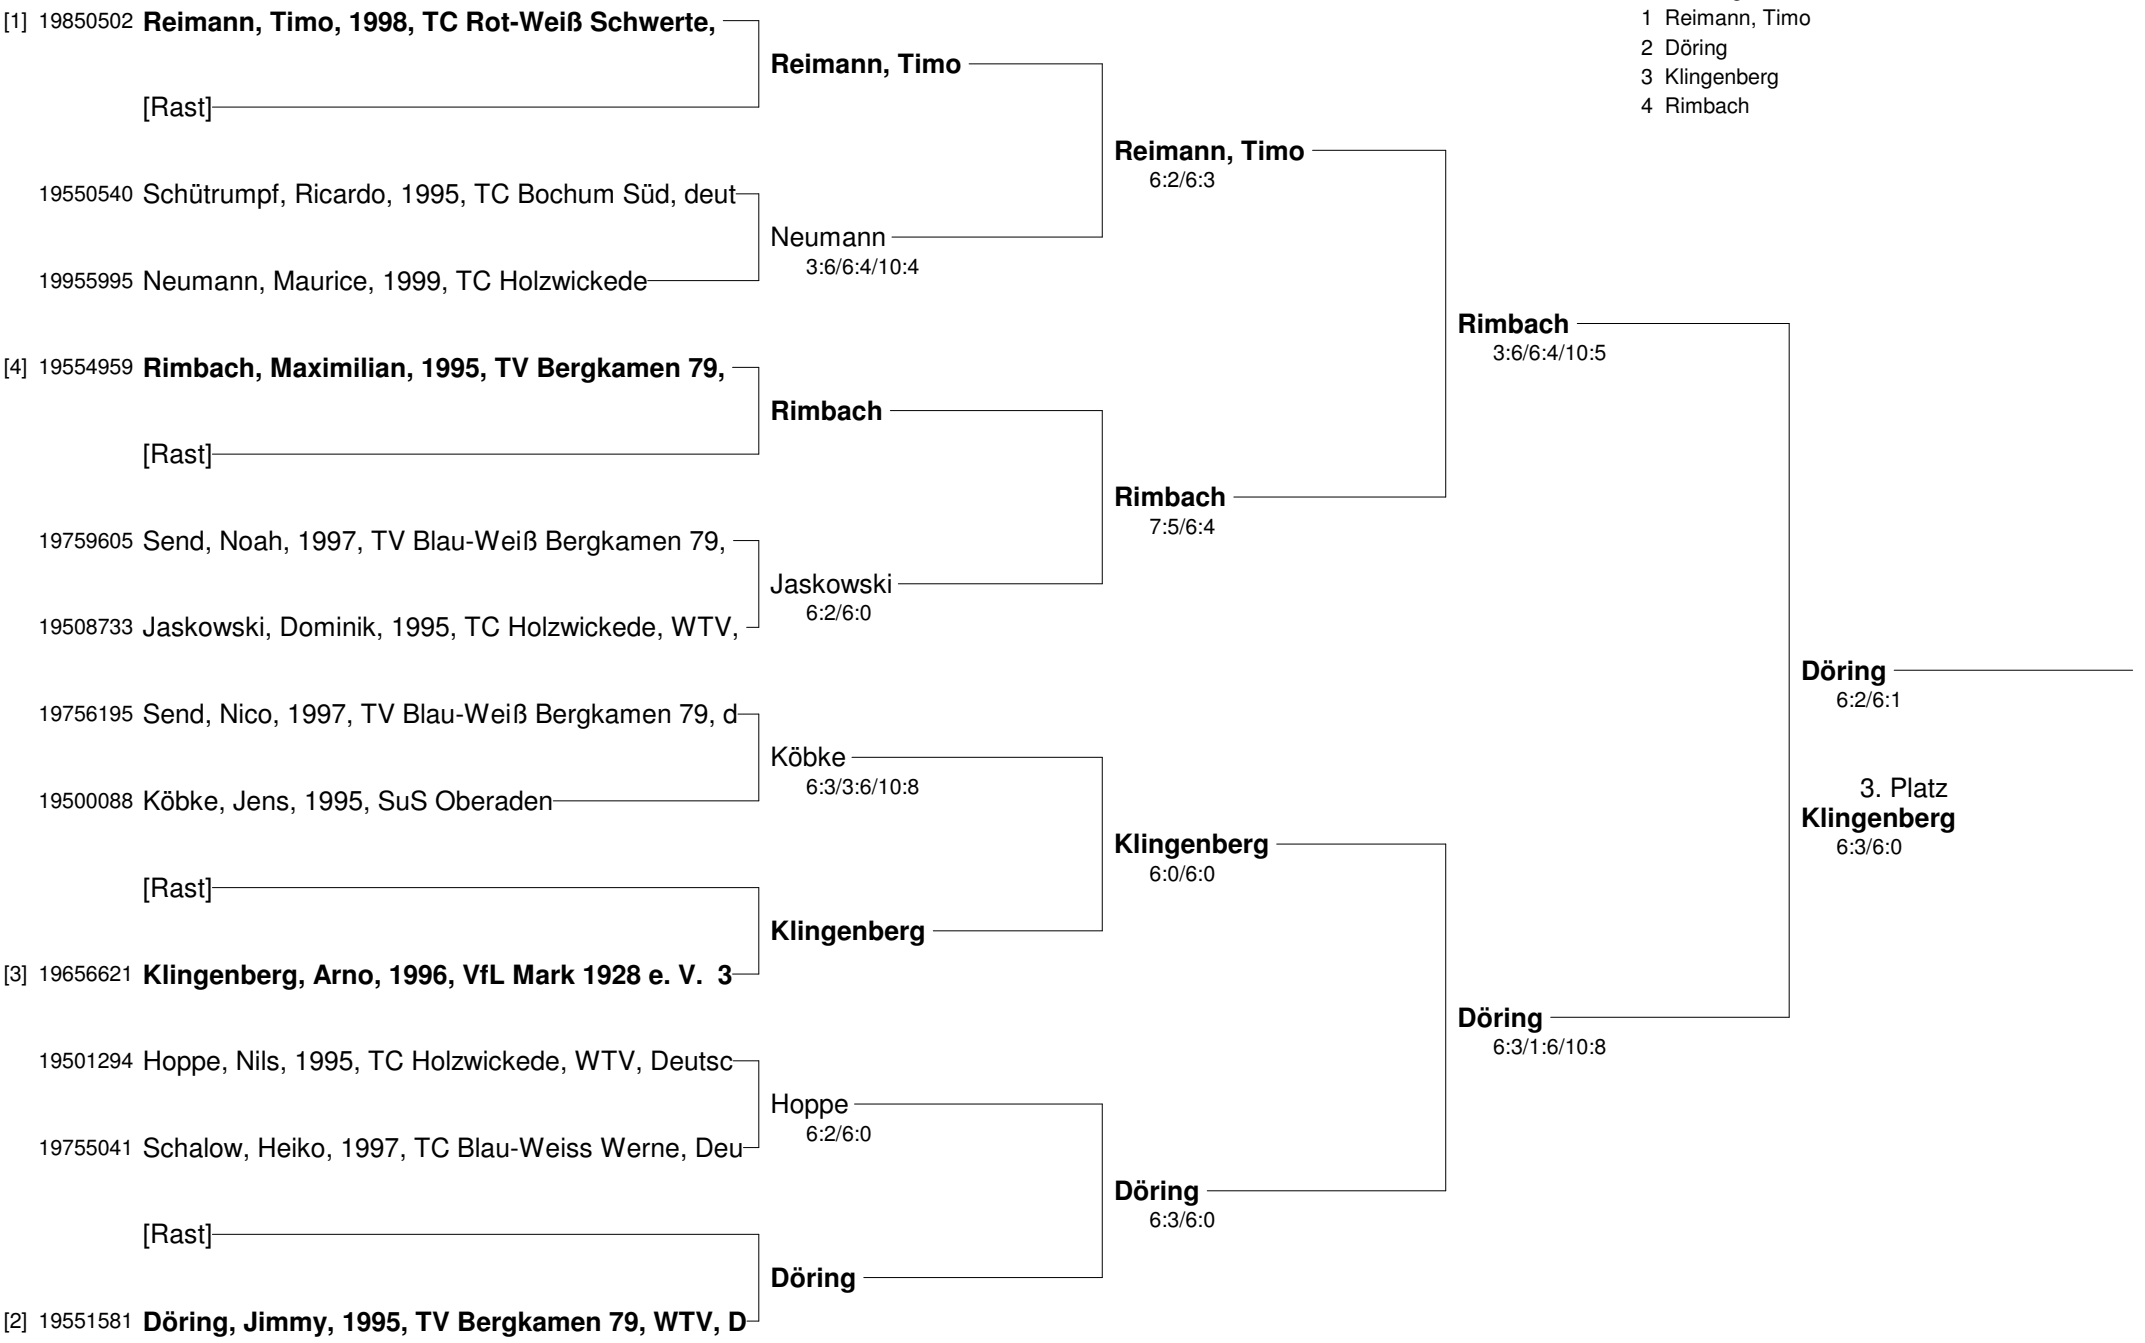 [1] 19850502 Reimann, Timo, 1998, TC Rot-Weiß Schwerte,
[Rast]
19550540 Schütrumpf, Ricardo, 1995, TC Bochum Süd, deut
19955995 Neumann, Maurice, 1999, TC Holzwickede
[4] 19554959 Rimbach, Maximilian, 1995, TV Bergkamen 79,
[Rast]
19759605 Send, Noah, 1997, TV Blau-Weiß Bergkamen 79,
19508733 Jaskowski, Dominik, 1995, TC Holzwickede, WTV,
19756195 Send, Nico, 1997, TV Blau-Weiß Bergkamen 79, d
19500088 Köbke, Jens, 1995, SuS Oberaden
[Rast]
[3] 19656621 Klingenberg, Arno, 1996, VfL Mark 1928 e. V. 3
19501294 Hoppe, Nils, 1995, TC Holzwickede, WTV, Deutsc
19755041 Schalow, Heiko, 1997, TC Blau-Weiss Werne, Deu
[Rast]
[2] 19551581 Döring, Jimmy, 1995, TV Bergkamen 79, WTV, D
Reimann, Timo
Neumann
3:6/6:4/10:4
Rimbach
Jaskowski
6:2/6:0
Köbke
6:3/3:6/10:8
Klingenberg
Hoppe
6:2/6:0
Döring
Reimann, Timo
6:2/6:3
Rimbach
7:5/6:4
Klingenberg
6:0/6:0
Döring
6:3/6:0
Rimbach
3:6/6:4/10:5
Döring
6:3/1:6/10:8
Döring
6:2/6:1
3. Platz
Klingenberg
6:3/6:0
1 Reimann, Timo
2 Döring
3 Klingenberg
4 Rimbach